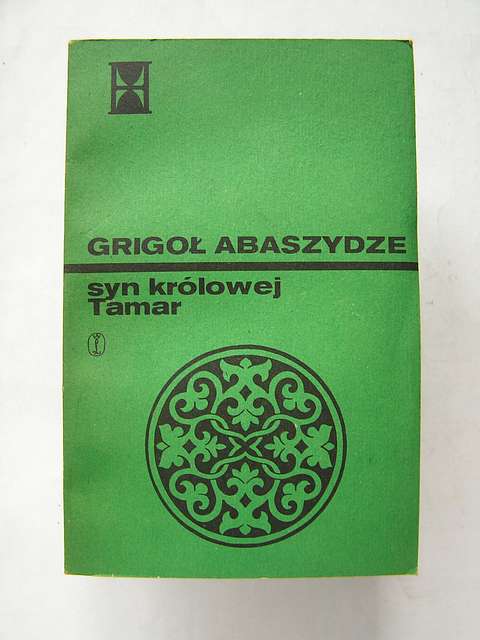 GRIGOŁ ABASZYDZE
syn królowej
Tamar